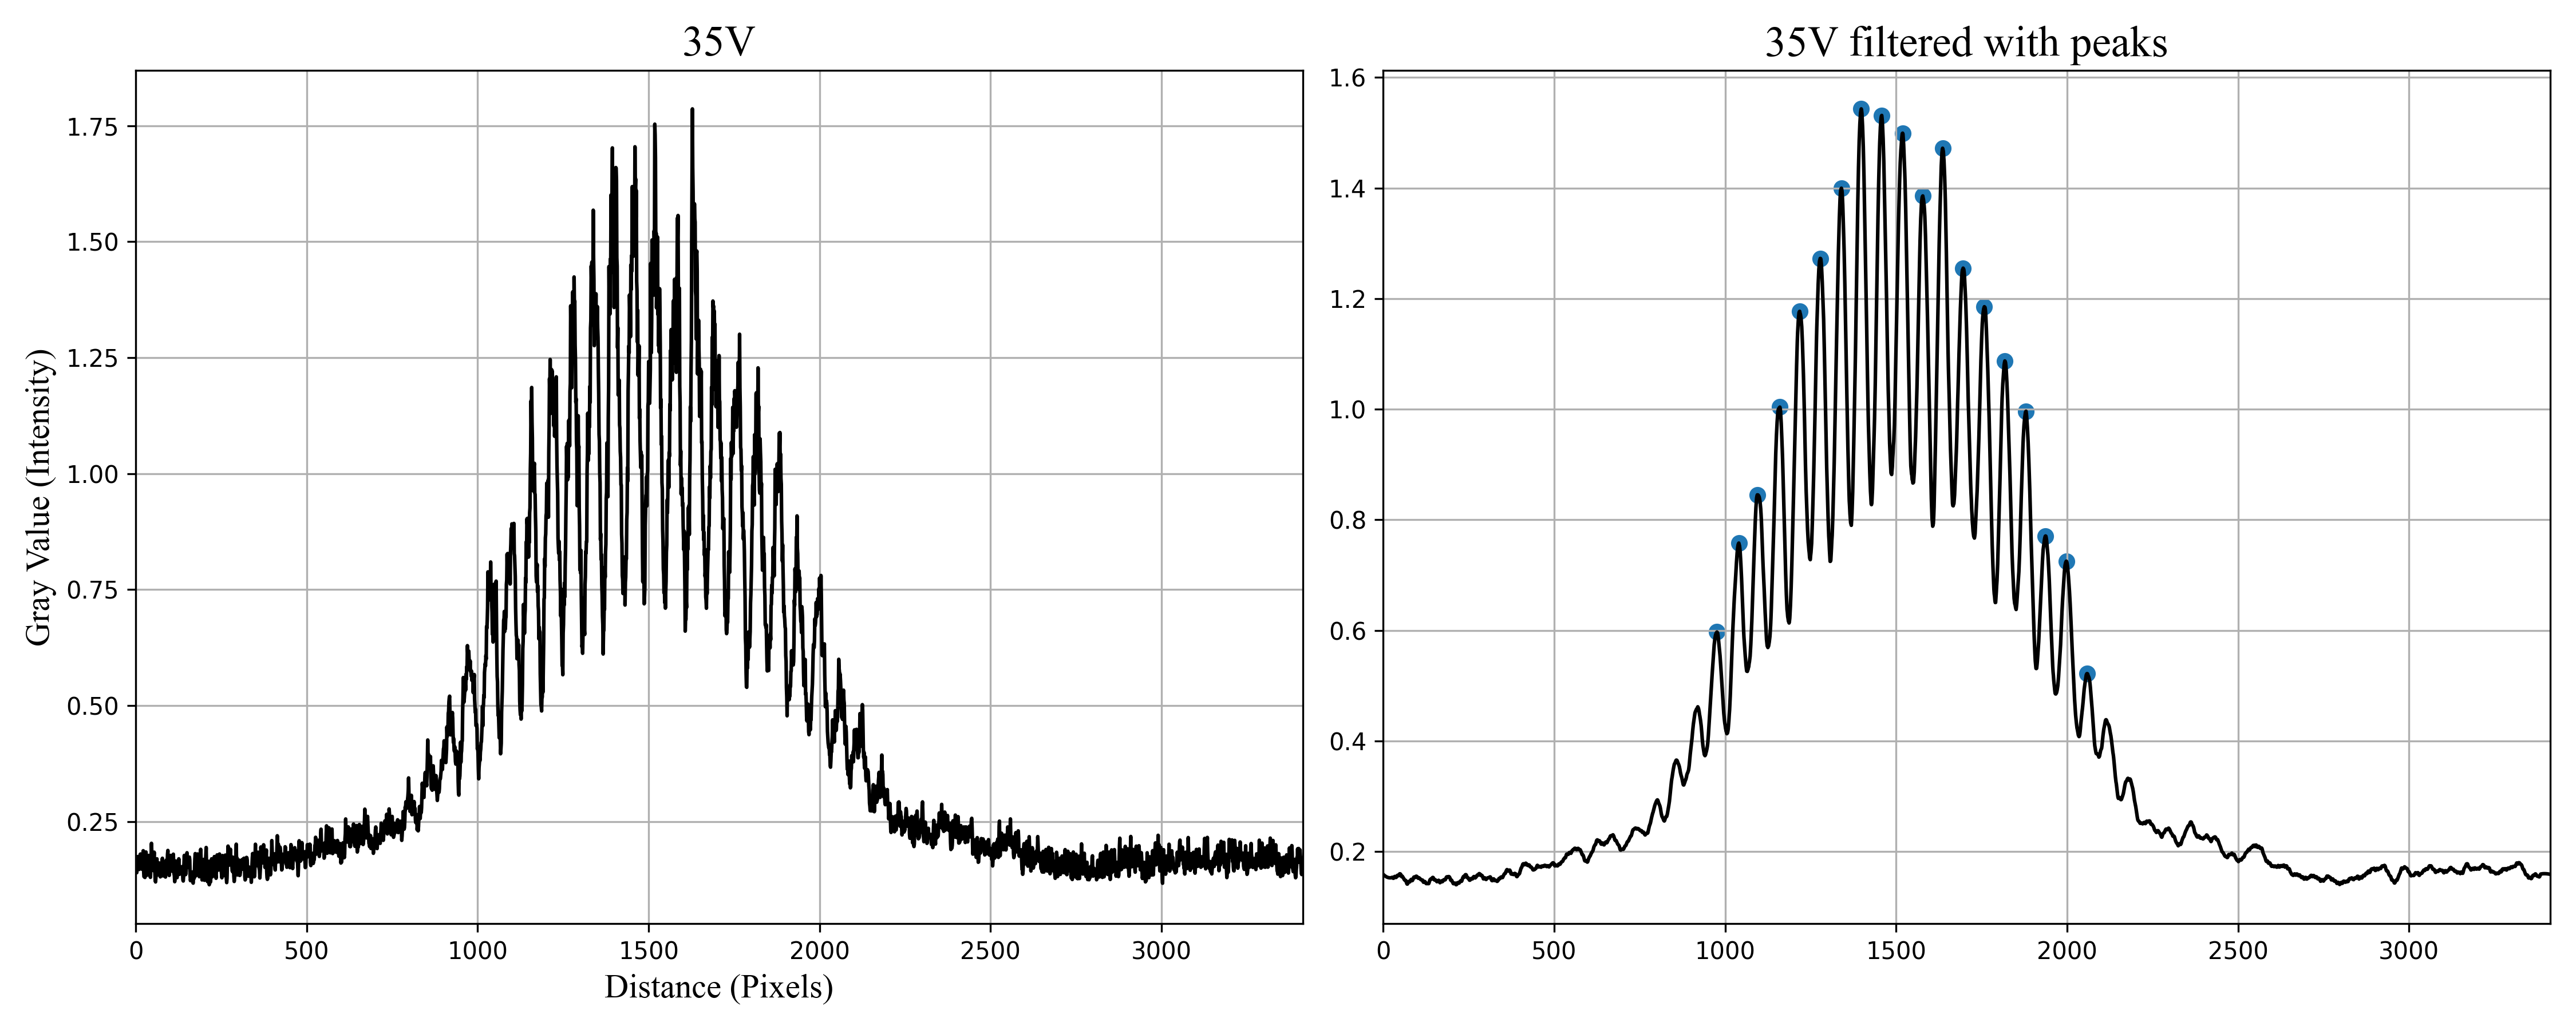 35V
1.75
1.50
1.25
1.00
0.75
0.50
0.25
Gray Value (Intensity)
0 500 1000 1500 2000 2500 3000
Distance (Pixels)
35V filtered with peaks
1.6
1.4
1.2
1.0
0.8
0.6
0.4
0.2
0 500 1000 1500 2000 2500 3000